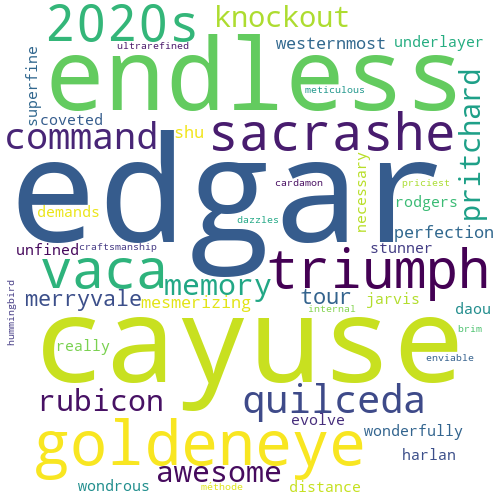 2020s knockout
ultrarefined westernmost underlayer
endless
superfine meticulous
coveted shu
command sacrashe pritchard
edgar
cardamon priciest
necessary
demands rodgers
dazzles perfection
unfined craftsmanship stunner
vaca memory triumph
merryvale mesmerizing tour jarvis
internal daou
hummingbird cayuse brim
really enviable
rubicon quilceda
evolve
goldeneye wonderfully
harlan
awesome
wondrous méthode distance